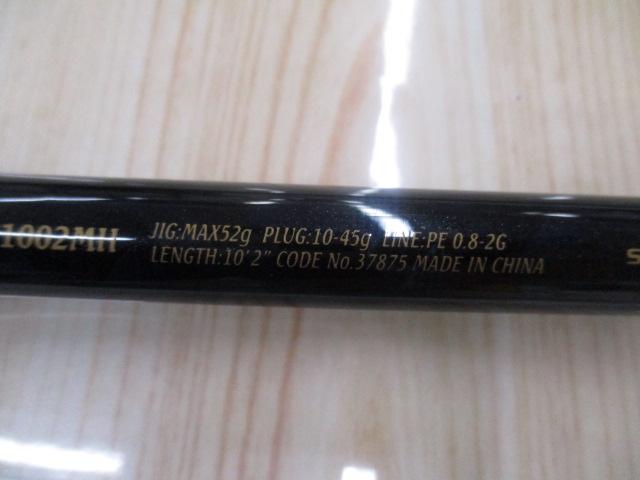 1002MH
JIG:MAX52g PLUG:10-45g LINE:PE 0.8-2G
LENGTH:10'2" CODE No.37875 MADE IN CHINA
S